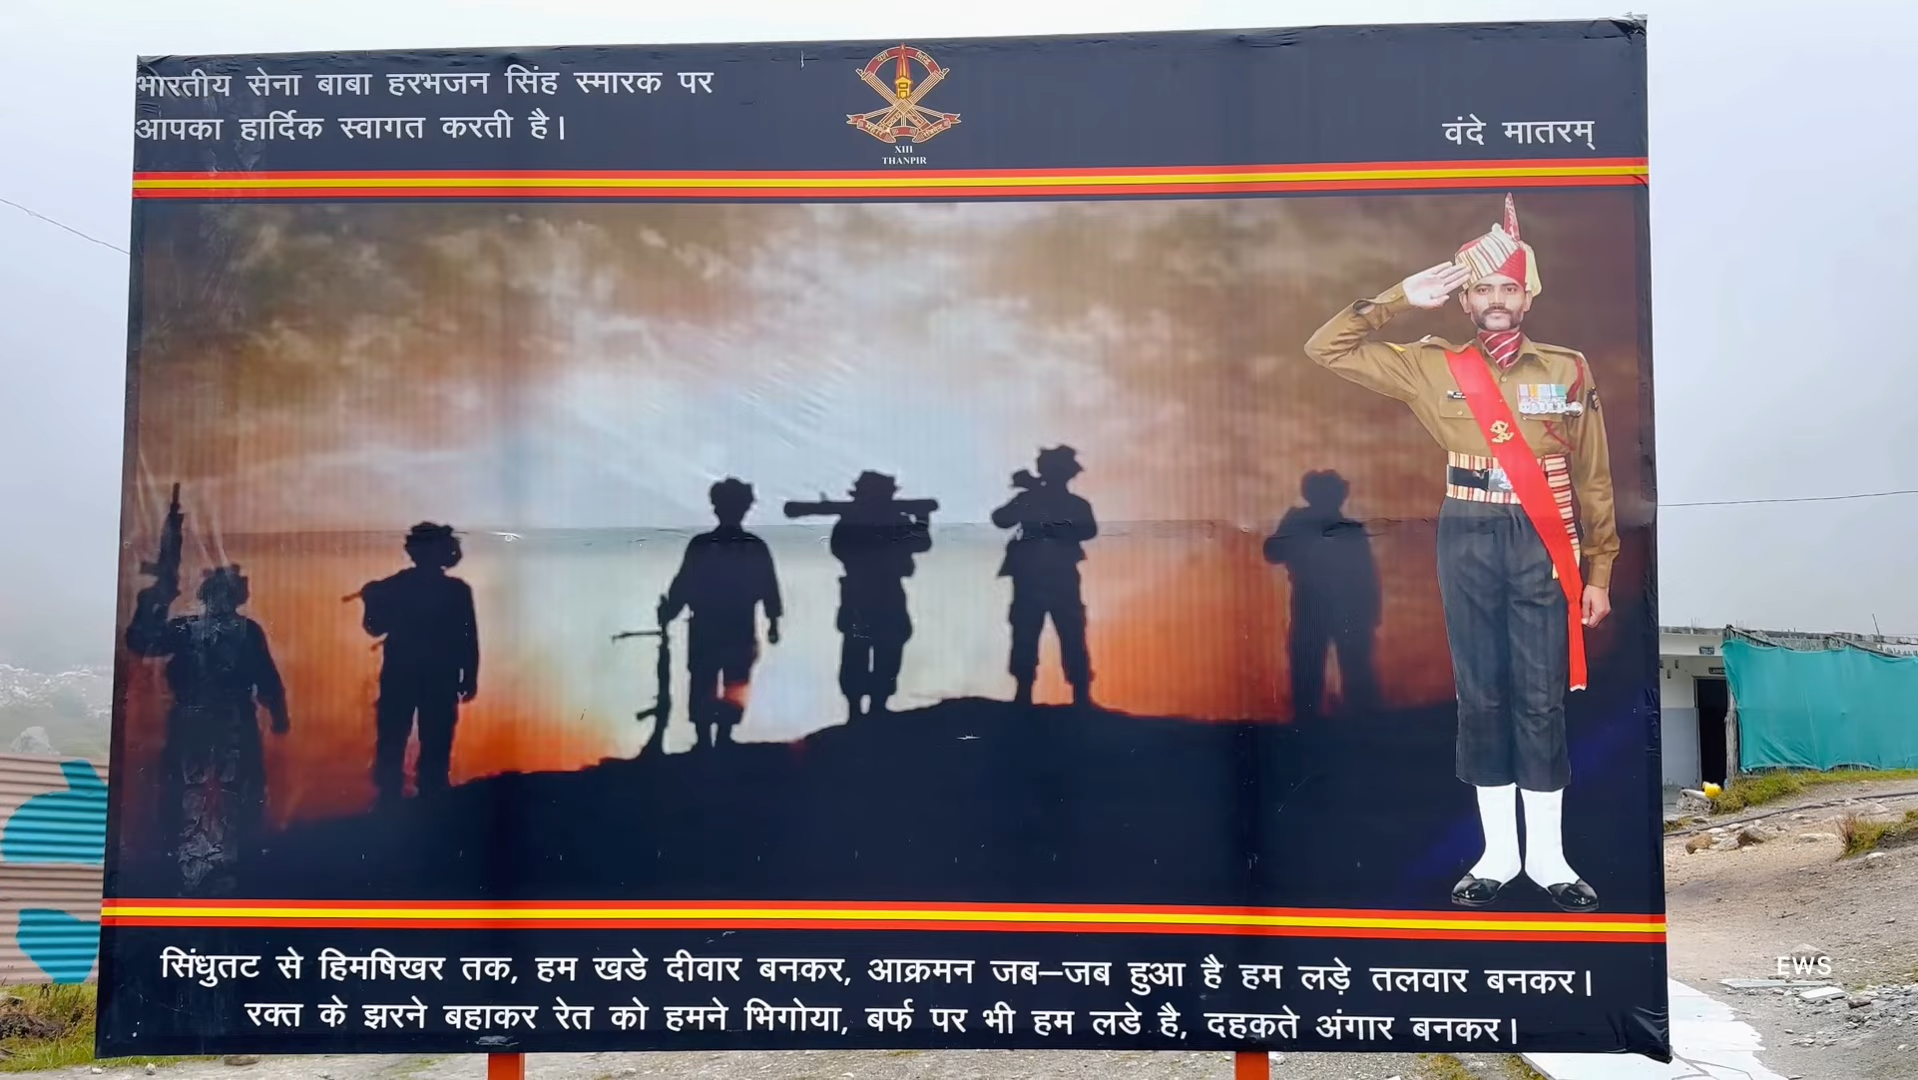 भारतीय सेना बाबा हरभजन सिंह स्मारक पर
आपका हार्दिक स्वागत करती है।
XIII
THANPIR
वंदे मातरम्
सिंधुतट से हिमषिखर तक, हम खडे दीवार बनकर, आक्रमन जब–जब हुआ है हम लड़े तलवार बनकर।
रक्त के झरने बहाकर रेत को हमने भिगोया, बर्फ पर भी हम लडे है, दहकते अंगार बनकर।
EWS